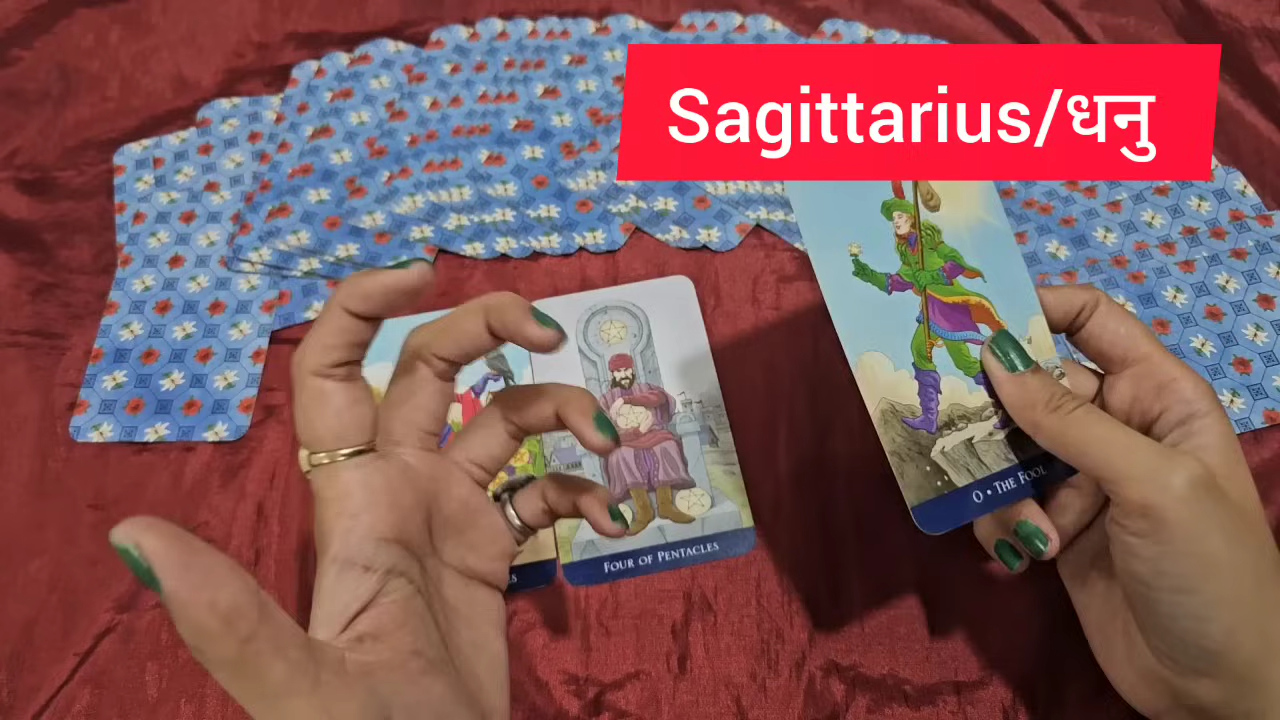 Sagittarius/धनु
0 • THE FOOL
FOUR OF PENTACLES